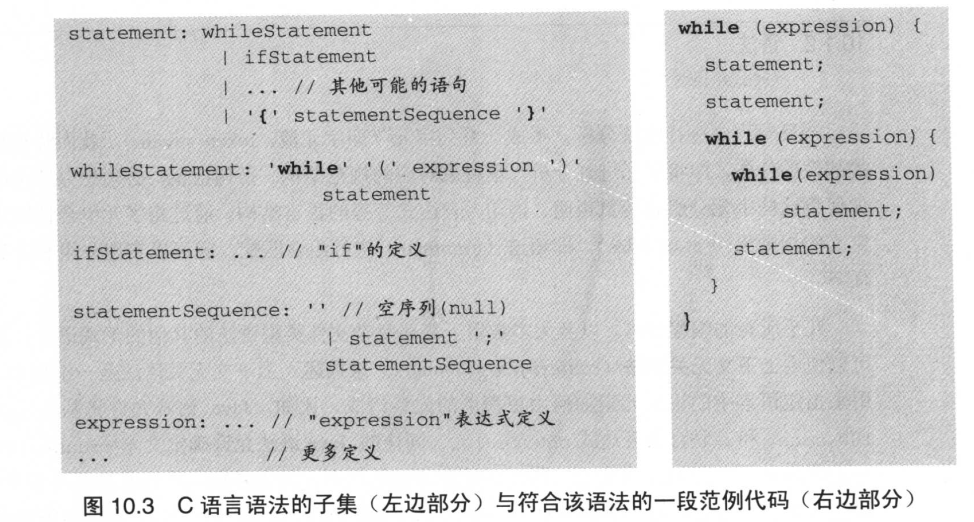 statement: whileStatement
| ifStatement
| ... // 其他可能的语句
| '{' statementSequence '}'
whileStatement: 'while' '(' expression ')'
statement
ifStatement: ... // "if"的定义
statementSequence: '' // 空序列(null)
| statement ';'
statementSequence
expression: ... // "expression"表达式定义
... // 更多定义
while (expression) {
statement;
statement;
while (expression) {
while(expression)
statement;
statement;
}
}
图 10.3 C 语言语法的子集（左边部分）与符合该语法的一段范例代码（右边部分）